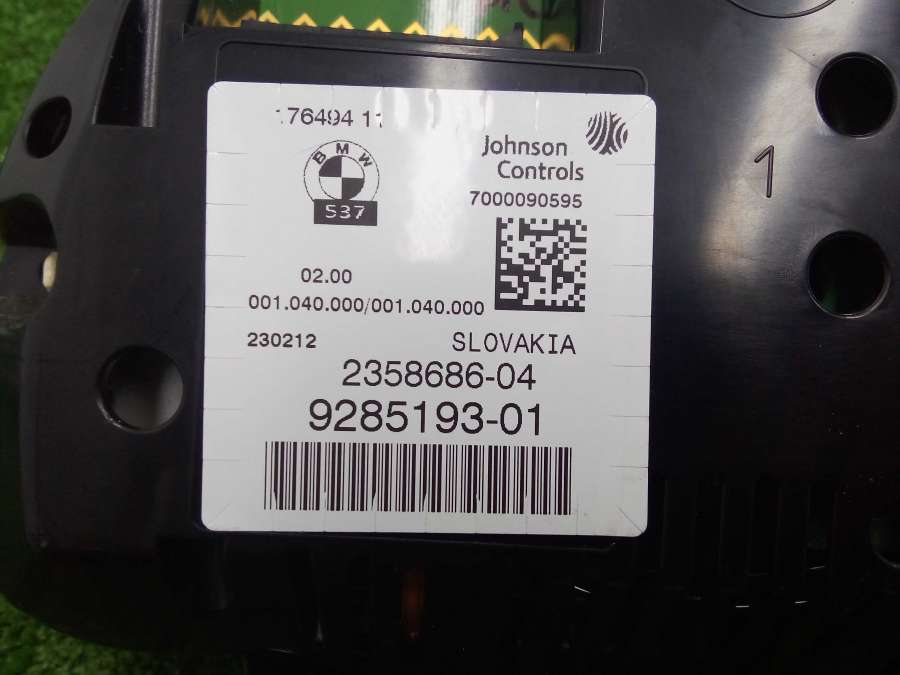 176494 11
BMW
537
Johnson
Controls
7000090595
1
02.00
001.040.000/001.040.000
230212
SLOVAKIA
2358686-04
9285193-01